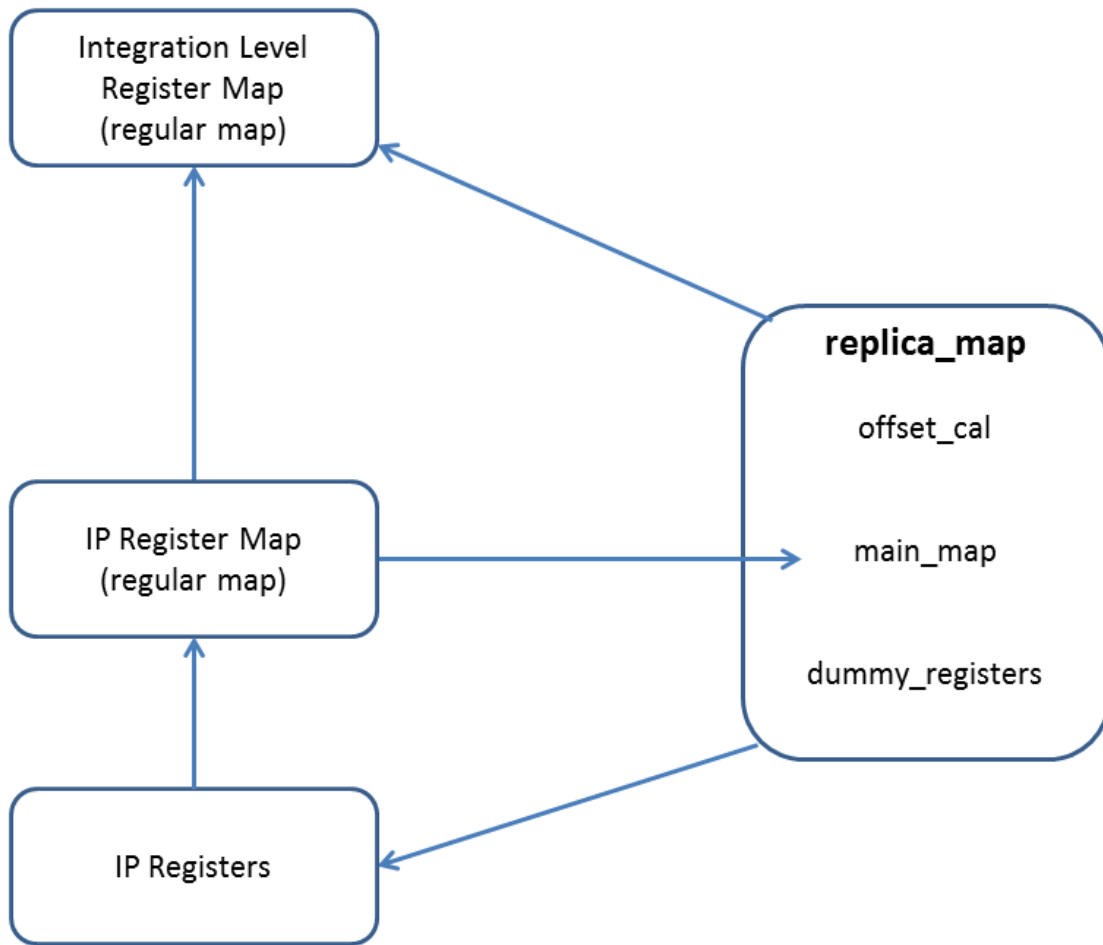 Integration Level
Register Map
(regular map)
replica_map
offset_cal
IP Register Map
(regular map)
main_map
dummy_registers
IP Registers